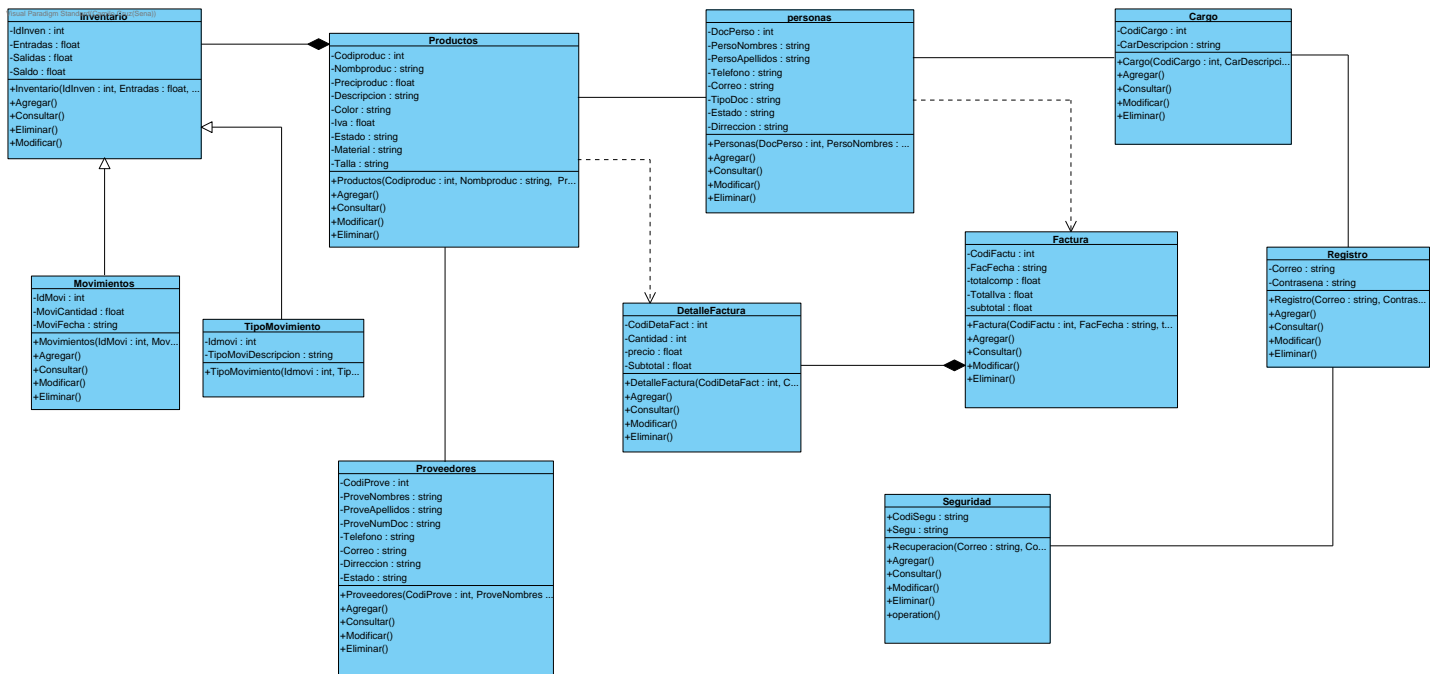 Visual Paradigm Standard(Camilo Cruz(Sena))
Inventario
-IdInven : int
-Entradas : float
-Salidas : float
-Saldo : float
+Inventario(IdInven : int, Entradas : float, ...
+Agregar()
+Consultar()
+Eliminar()
+Modificar()
Productos
-Codiproduc : int
-Nombproduc : string
-Preciproduc : float
-Descripcion : string
-Color : string
-Iva : float
-Estado : string
-Material : string
-Talla : string
+Productos(Codiproduc : int, Nombproduc : string, Pr...
+Agregar()
+Consultar()
+Modificar()
+Eliminar()
personas
-DocPerso : int
-PersoNombres : string
-PersoApellidos : string
-Telefono : string
-Correo : string
-TipoDoc : string
-Estado : string
-Dirreccion : string
+Personas(DocPerso : int, PersoNombres : ...
+Agregar()
+Consultar()
+Modificar()
+Eliminar()
Cargo
-CodiCargo : int
-CarDescripcion : string
+Cargo(CodiCargo : int, CarDescripci...
+Agregar()
+Consultar()
+Modificar()
+Eliminar()
Movimientos
-IdMovi : int
-MoviCantidad : float
-MoviFecha : string
+Movimientos(IdMovi : int, Mov...
+Agregar()
+Consultar()
+Modificar()
+Eliminar()
TipoMovimiento
-Idmovi : int
-TipoMoviDescripcion : string
+TipoMovimiento(Idmovi : int, Tip...
DetalleFactura
-CodiDetaFact : int
-Cantidad : int
-precio : float
-Subtotal : float
+DetalleFactura(CodiDetaFact : int, C...
+Agregar()
+Consultar()
+Modificar()
+Eliminar()
Factura
-CodiFactu : int
-FacFecha : string
-totalcomp : float
-TotalIva : float
-subtotal : float
+Factura(CodiFactu : int, FacFecha : string, t...
+Agregar()
+Consultar()
+Modificar()
+Eliminar()
Registro
-Correo : string
-Contrasena : string
+Registro(Correo : string, Contras...
+Agregar()
+Consultar()
+Modificar()
+Eliminar()
Proveedores
-CodiProve : int
-ProveNombres : string
-ProveApellidos : string
-ProveNumDoc : string
-Telefono : string
-Correo : string
-Dirreccion : string
-Estado : string
+Proveedores(CodiProve : int, ProveNombres ...
+Agregar()
+Consultar()
+Modificar()
+Eliminar()
Seguridad
+CodiSegu : string
+Segu : string
+Recuperacion(Correo : string, Co...
+Agregar()
+Consultar()
+Modificar()
+Eliminar()
+operation()